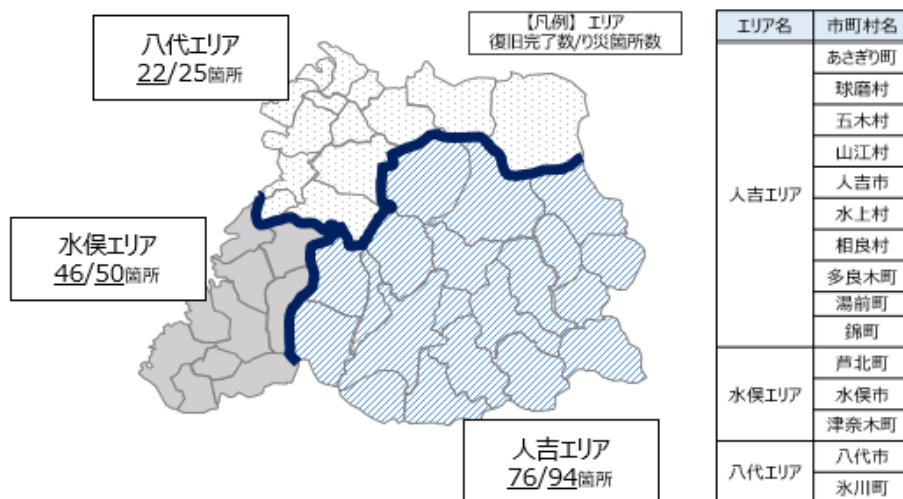 【凡例】 エリア
復旧完了数/り災箇所数
八代エリア
22/25箇所
水俣エリア
46/50箇所
人吉エリア
76/94箇所
エリア名 市町村名
人吉エリア
あさぎり町
球磨村
五木村
山江村
人吉市
水上村
相良村
多良木町
湯前町
錦町
水俣エリア
芦北町
水俣市
津奈木町
八代エリア
八代市
氷川町